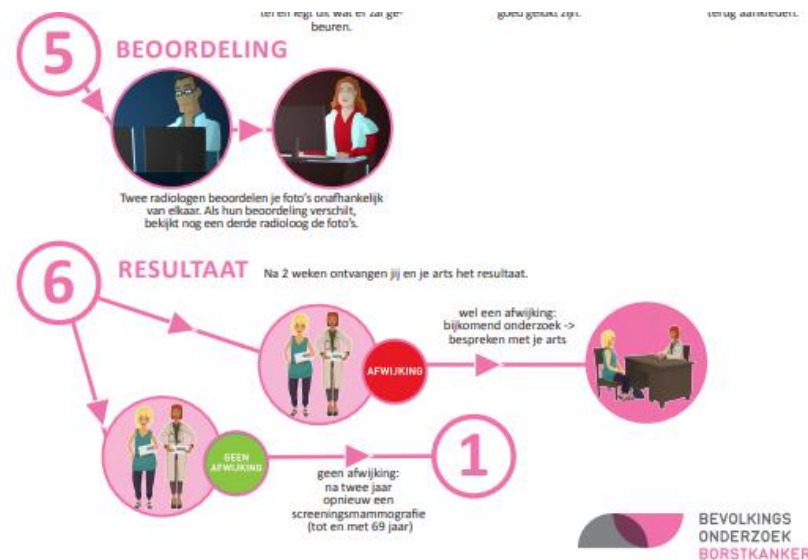 beuren.
goed gelukt zijn.
5
BEOORDELING
Twee radiologen beoordelen je foto's onafhankelijk
van elkaar. Als hun beoordeling verschilt,
bekijkt nog een derde radioloog de foto's.
6
RESULTAAT
Na 2 weken ontvangen jij en je arts het resultaat.
wel een afwijking:
bijkomend onderzoek ->
bespreken met je arts
AFWIJKING
GEEN
AFWIJKING
geen afwijking:
na twee jaar
opnieuw een
screeningsmammografie
(tot en met 69 jaar)
1
BEVOLKINGS
ONDERZOEK
BORSTKANKER